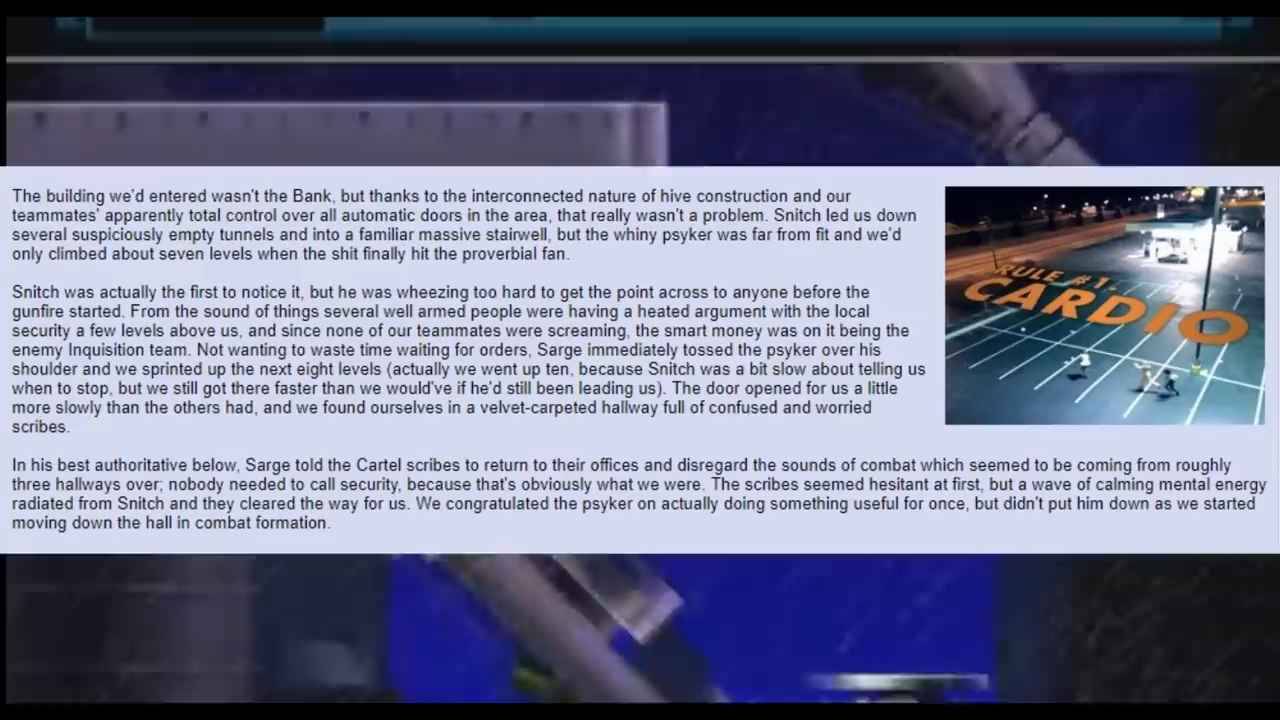 The building we'd entered wasn't the Bank, but thanks to the interconnected nature of hive construction and our
teammates' apparently total control over all automatic doors in the area, that really wasn't a problem. Snitch led us down
several suspiciously empty tunnels and into a familiar massive stairwell, but the whiny psyker was far from fit and we'd
only climbed about seven levels when the shit finally hit the proverbial fan.
Snitch was actually the first to notice it, but he was wheezing too hard to get the point across to anyone before the
gunfire started. From the sound of things several well armed people were having a heated argument with the local
security a few levels above us, and since none of our teammates were screaming, the smart money was on it being the
enemy Inquisition team. Not wanting to waste time waiting for orders, Sarge immediately tossed the psyker over his
shoulder and we sprinted up the next eight levels (actually we went up ten, because Snitch was a bit slow about telling us
when to stop, but we still got there faster than we would've if he'd still been leading us). The door opened for us a little
more slowly than the others had, and we found ourselves in a velvet-carpeted hallway full of confused and worried
scribes.
In his best authoritative below, Sarge told the Cartel scribes to return to their offices and disregard the sounds of combat which seemed to be coming from roughly
three hallways over; nobody needed to call security, because that's obviously what we were. The scribes seemed hesitant at first, but a wave of calming mental energy
radiated from Snitch and they cleared the way for us. We congratulated the psyker on actually doing something useful for once, but didn't put him down as we started
moving down the hall in combat formation.
RULE #1.
CARDIO